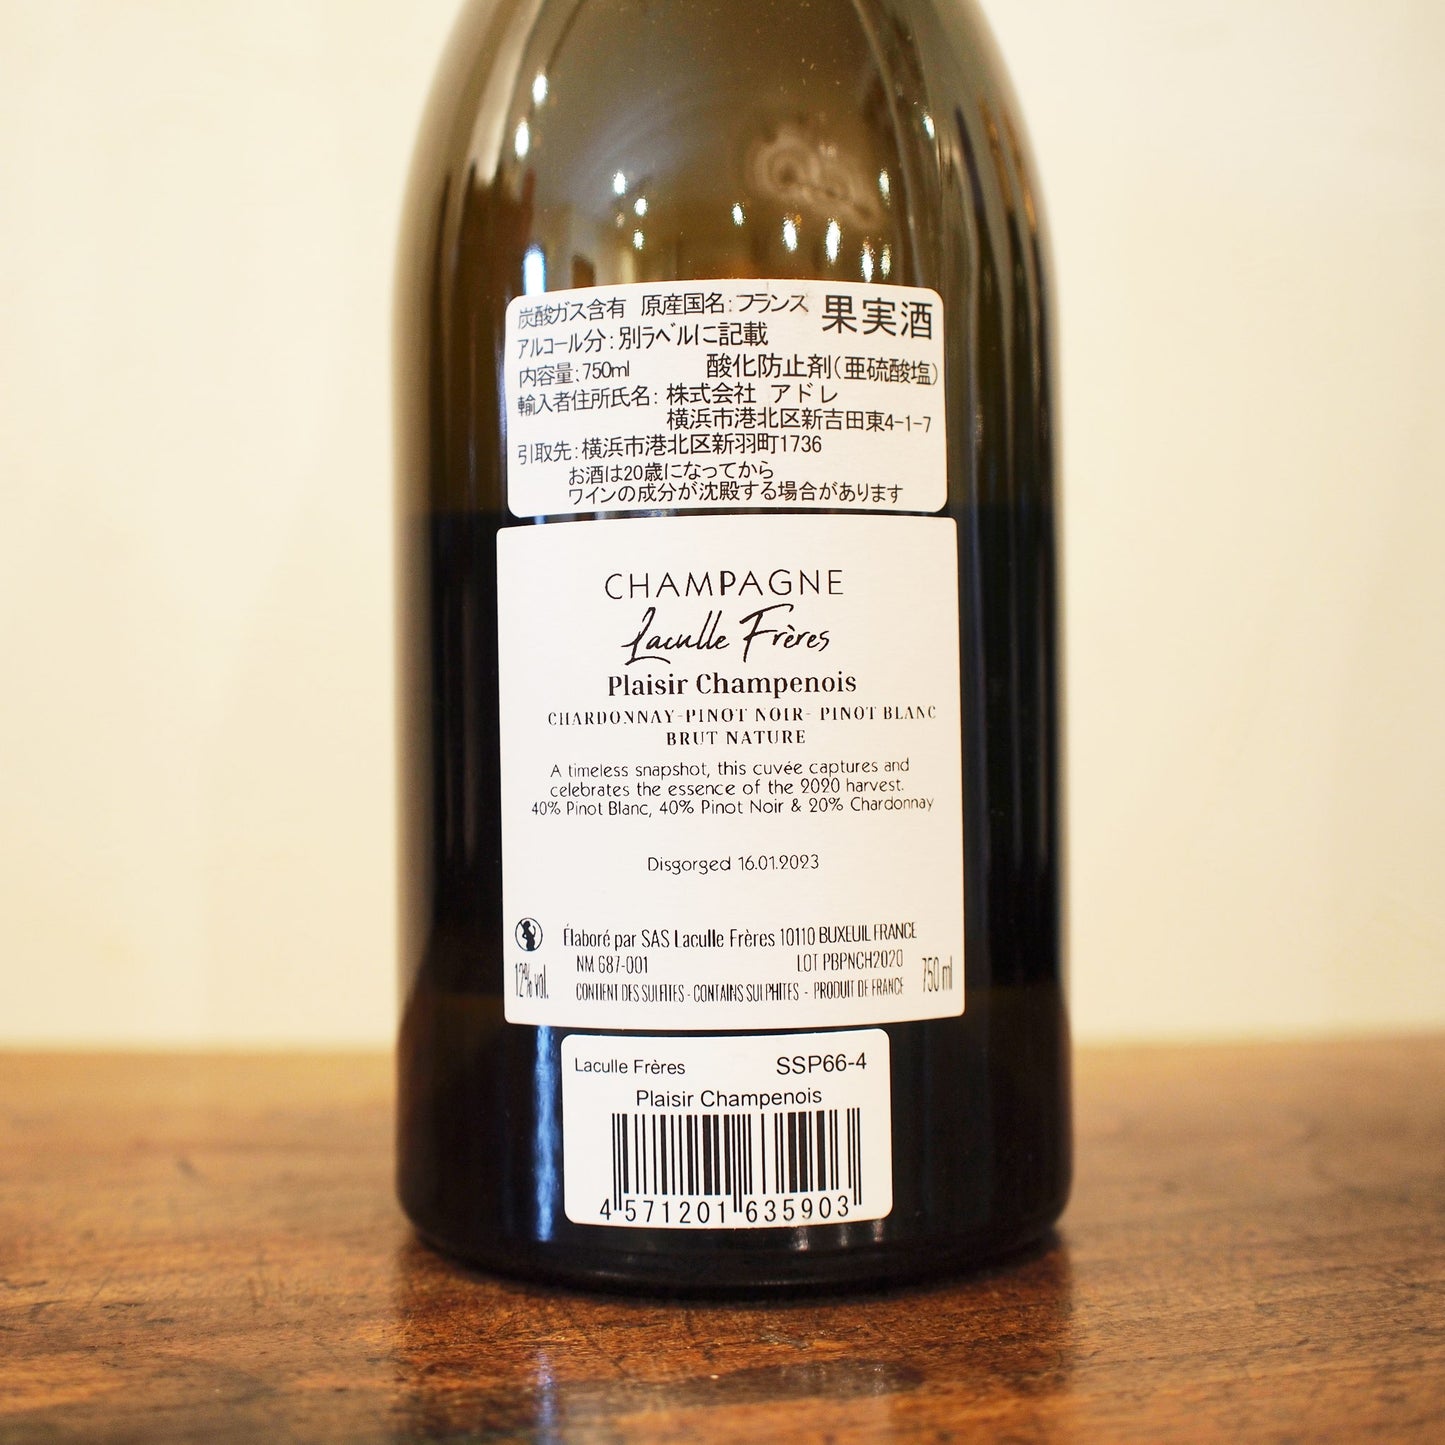 炭酸ガス含有 原産国名:フランス 果実酒
アルコール分:別ラベルに記載
内容量:750ml 酸化防止剤(亜硫酸塩)
輸入者住所氏名: 株式会社 アドレ
横浜市港北区新吉田東4-1-7
引取先:横浜市港北区新羽町1736
お酒は20歳になってから
ワインの成分が沈殿する場合があります
CHAMPAGNE
Laculle Frères
Plaisir Champenois
CHARDONNAY-PINOT NOIR- PINOT BLANC
BRUT NATURE
A timeless snapshot, this cuvée captures and
celebrates the essence of the 2020 harvest.
40% Pinot Blanc, 40% Pinot Noir & 20% Chardonnay
Disgorged 16.01.2023
Élaboré par SAS Laculle Frères 10110 BUXEUIL FRANCE
NM 687-001 LOT PBPNCH2020
12% vol. CONTIENT DES SULFITES - CONTAINS SULPHITES - PRODUIT DE FRANCE 750 ml
Laculle Frères SSP66-4
Plaisir Champenois
4 571201 635903